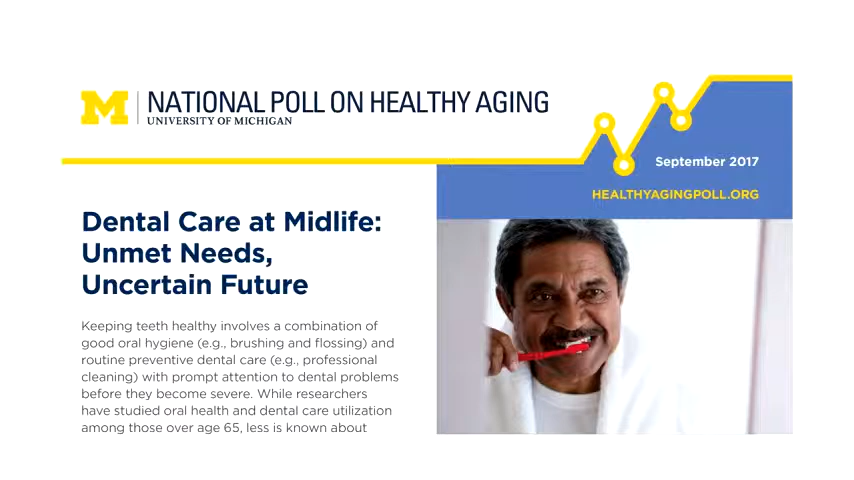 M
NATIONAL POLL ON HEALTHY AGING
UNIVERSITY OF MICHIGAN
September 2017
HEALTHYAGINGPOLL.ORG
Dental Care at Midlife:
Unmet Needs,
Uncertain Future
Keeping teeth healthy involves a combination of
good oral hygiene (e.g., brushing and flossing) and
routine preventive dental care (e.g., professional
cleaning) with prompt attention to dental problems
before they become severe. While researchers
have studied oral health and dental care utilization
among those over age 65, less is known about